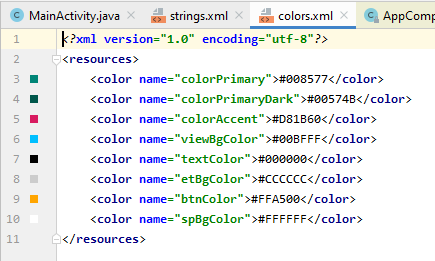 MainActivity.java strings.xml colors.xml AppComp
1 <?xml version="1.0" encoding="utf-8"?>
2 <resources>
3 <color name="colorPrimary">#008577</color>
4 <color name="colorPrimaryDark">#00574B</color>
5 <color name="colorAccent">#D81B60</color>
6 <color name="viewBgColor">#00BFFF</color>
7 <color name="textColor">#000000</color>
8 <color name="etBgColor">#CCCCCC</color>
9 <color name="btnColor">#FFA500</color>
10 <color name="spBgColor">#FFFFFF</color>
11 </resources>